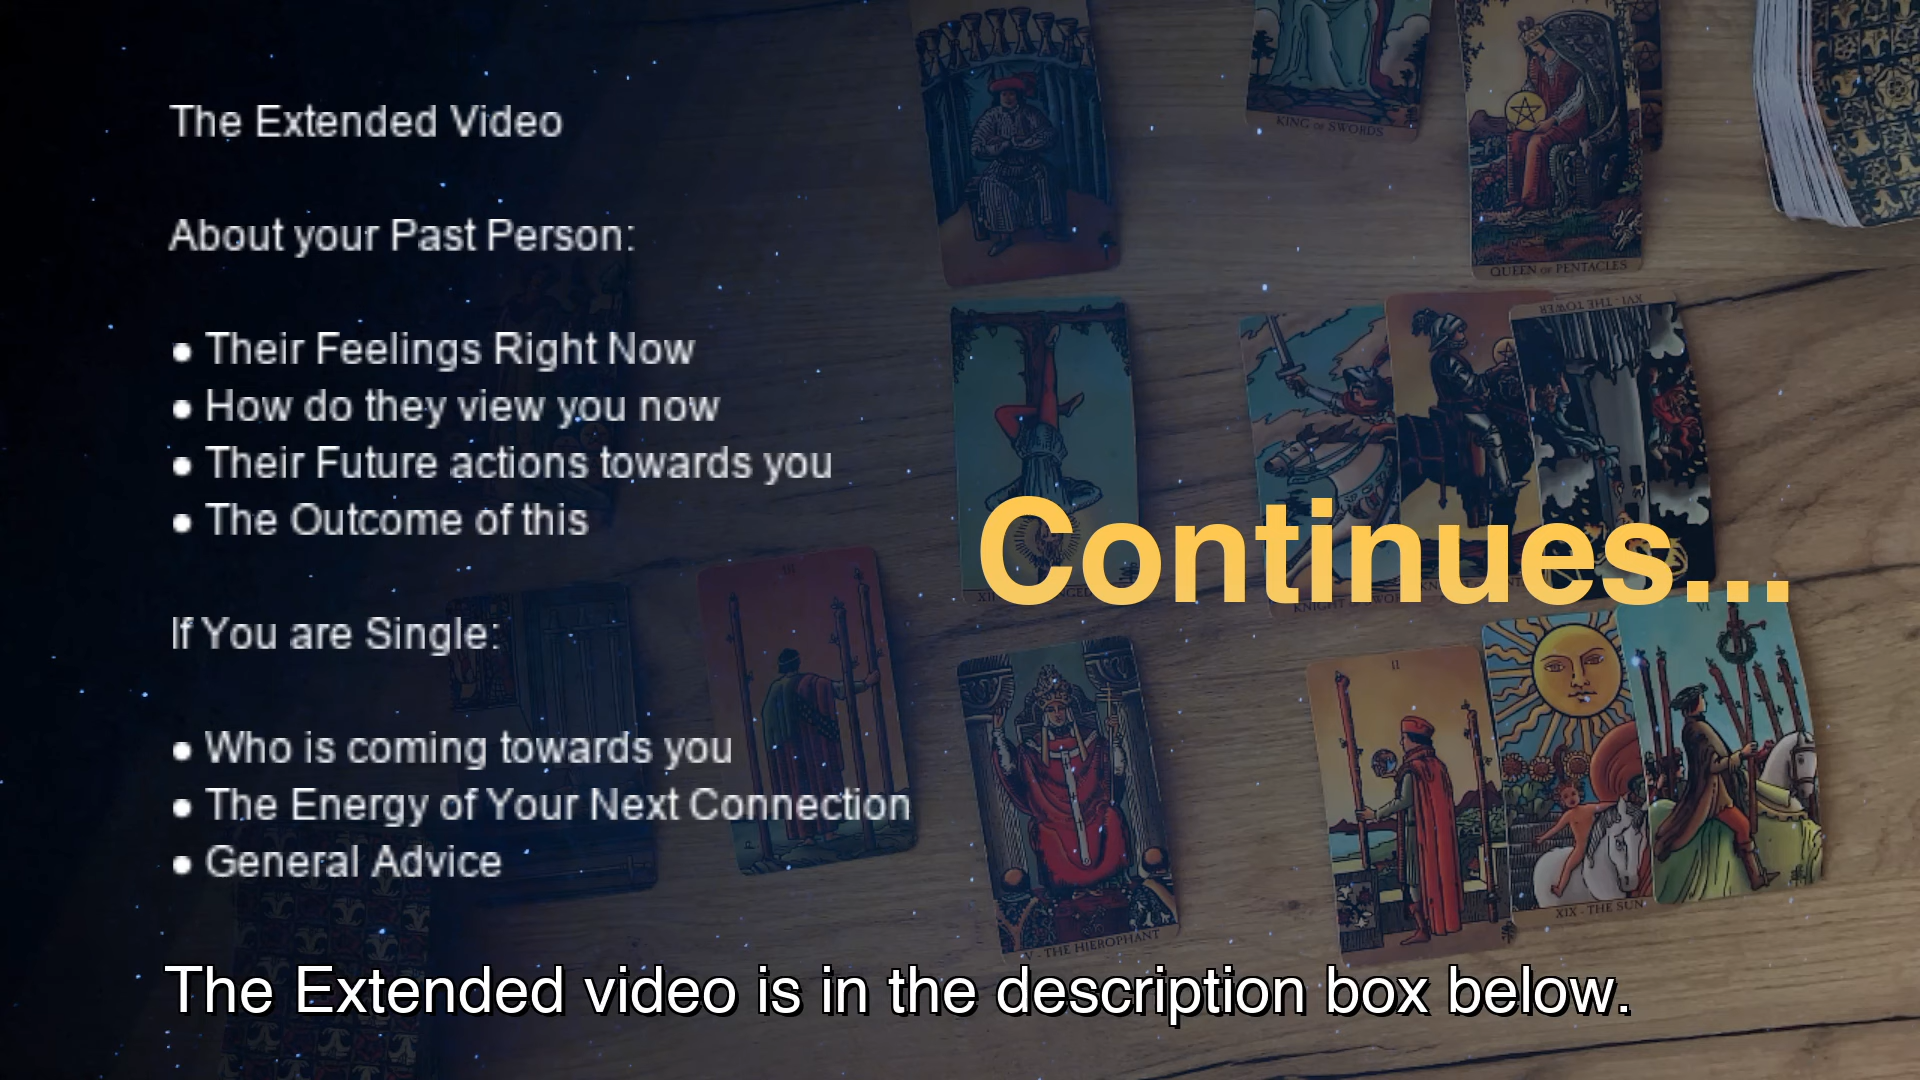 The Extended Video
About your Past Person:
• Their Feelings Right Now
• How do they view you now
• Their Future actions towards you
• The Outcome of this
If You are Single:
• Who is coming towards you
• The Energy of Your Next Connection
• General Advice
Continues...
The Extended video is in the description box below.
KING OF SWORDS
QUEEN OF PENTACLES
XVI · THE TOWER
III
VI
II
XIX - THE SUN
V - THE HIEROPHANT